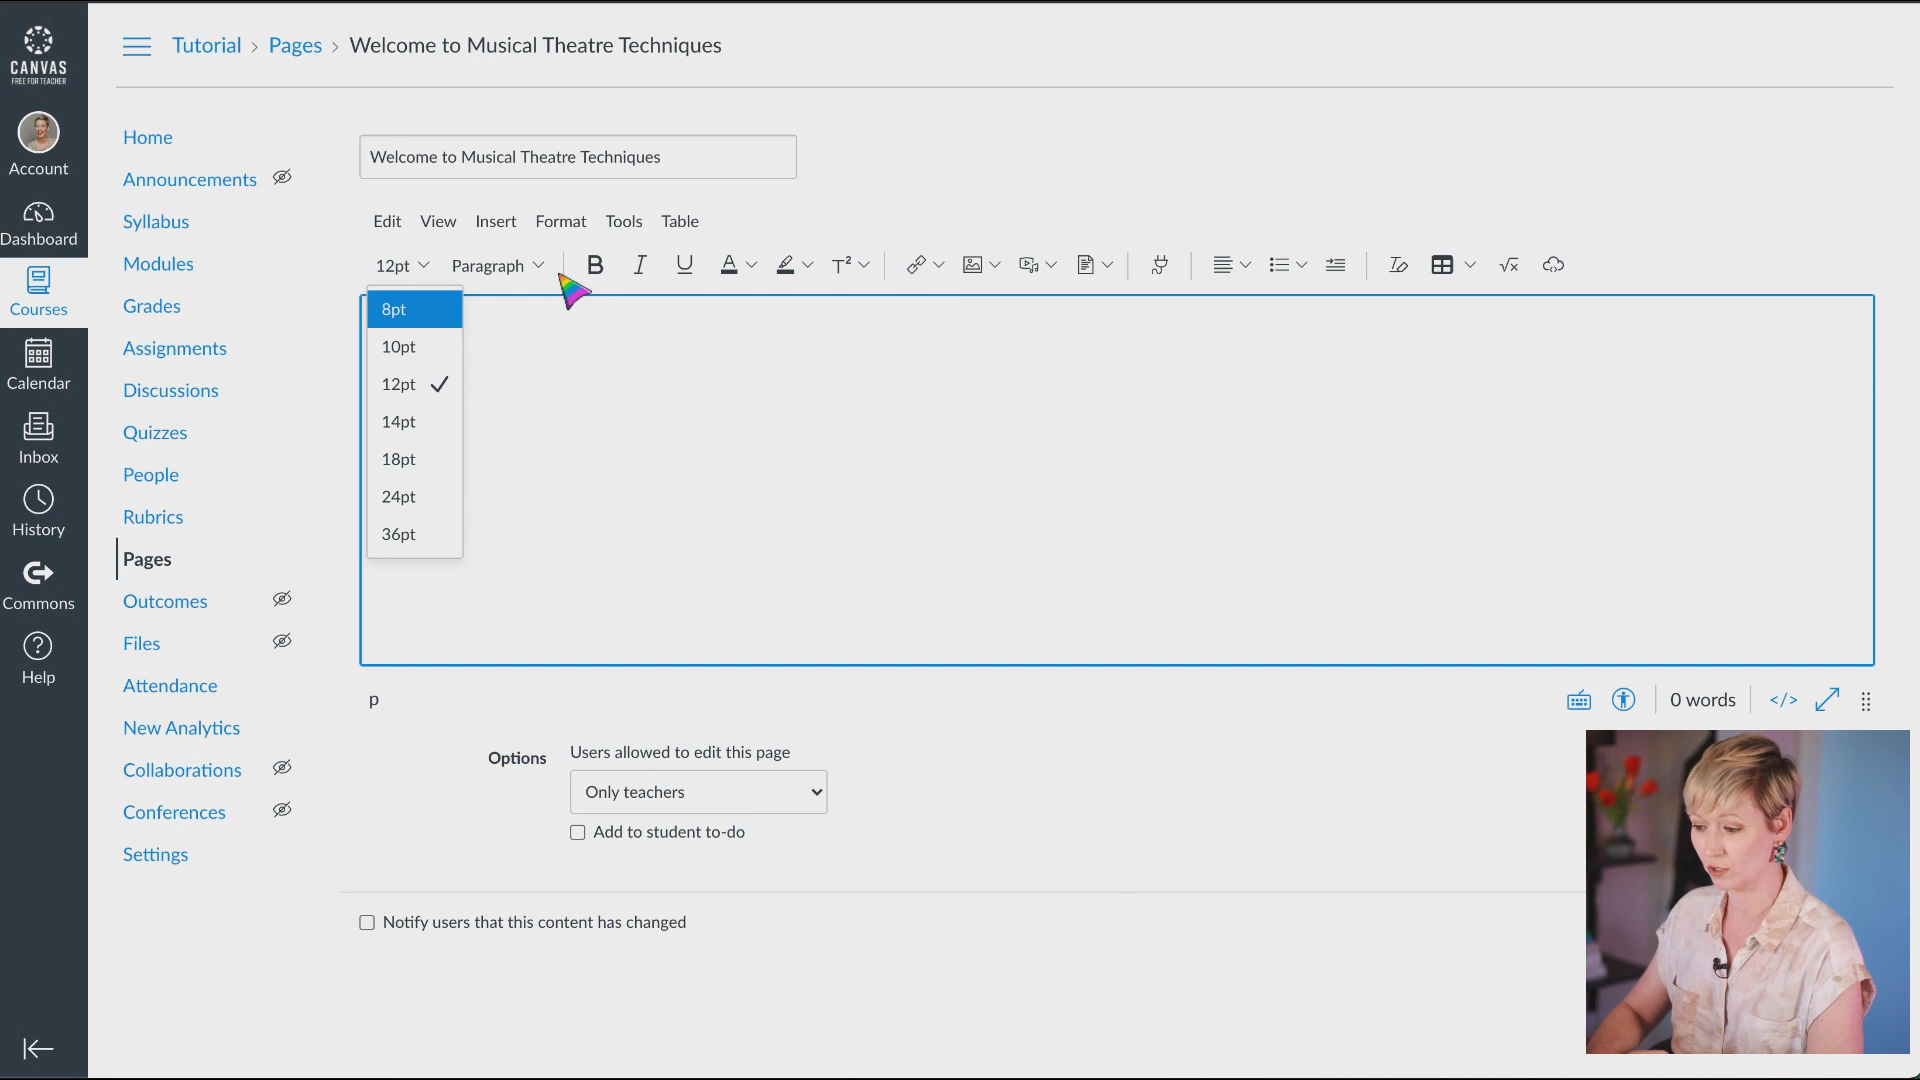 CANVAS
FREE FOR TEACHER
Account
Dashboard
Courses
Calendar
Inbox
History
Commons
Help
Tutorial > Pages > Welcome to Musical Theatre Techniques
Home
Announcements
Syllabus
Modules
Grades
Assignments
Discussions
Quizzes
People
Rubrics
Pages
Outcomes
Files
Attendance
New Analytics
Collaborations
Conferences
Settings
Welcome to Musical Theatre Techniques
Edit View Insert Format Tools Table
12pt Paragraph B I U A T²
8pt
10pt
12pt
14pt
18pt
24pt
36pt
p
0 words </>
Options
Users allowed to edit this page
Only teachers
Add to student to-do
Notify users that this content has changed